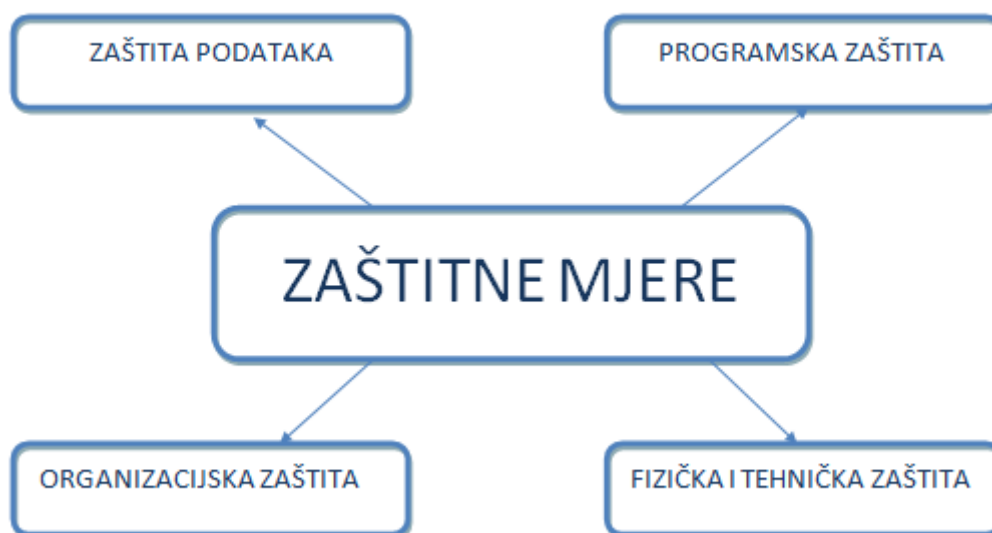 ZAŠTITA PODATAKA
PROGRAMSKA ZAŠTITA
ZAŠTITNE MJERE
ORGANIZACIJSKA ZAŠTITA
FIZIČKA I TEHNIČKA ZAŠTITA